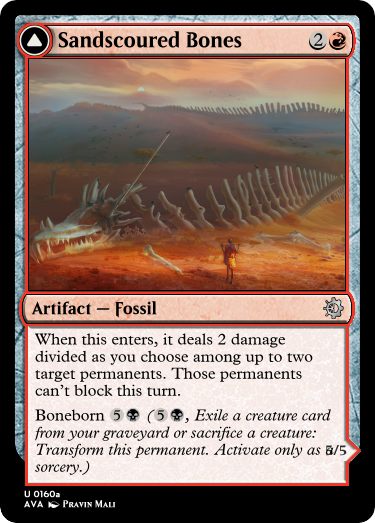 Sandscoured Bones 2
Artifact — Fossil
When this enters, it deals 2 damage
divided as you choose among up to two
target permanents. Those permanents
can't block this turn.
Boneborn 5 (5, Exile a creature card
from your graveyard or sacrifice a creature:
Transform this permanent. Activate only as a
sorcery.)
/5
U 0160a
AVA Pravin Mali